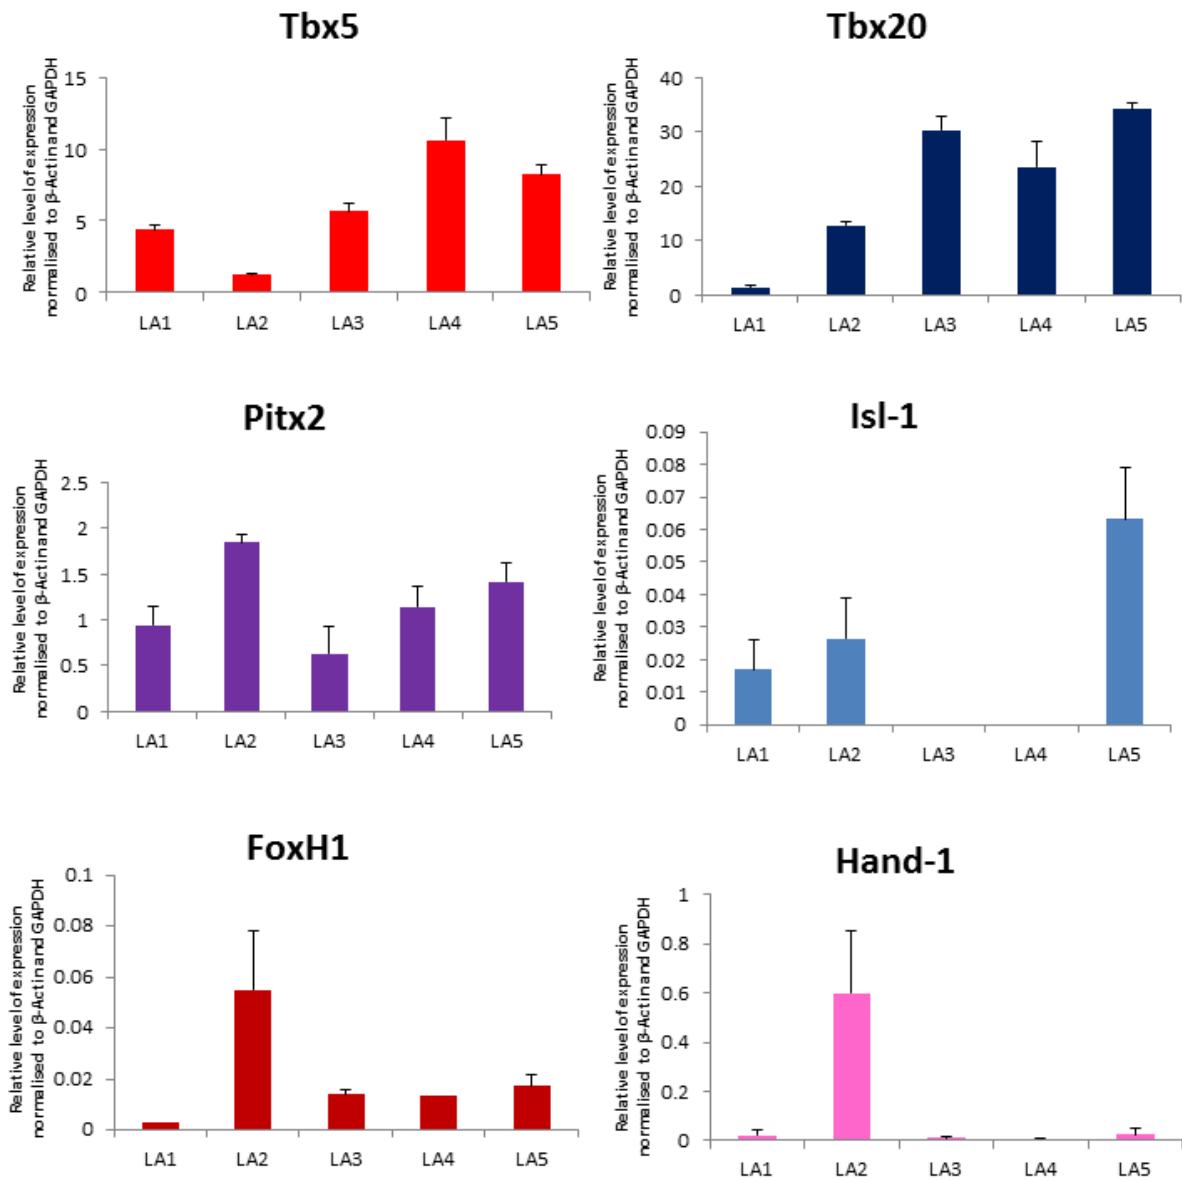 Tbx5
Relative level of expression
normalised to β-Actin and GAPDH
15
10
5
0
LA1 LA2 LA3 LA4 LA5
Tbx20
Relative level of expression
normalised to β-Actin and GAPDH
40
30
20
10
0
LA1 LA2 LA3 LA4 LA5
Pitx2
Relative level of expression
normalised to β-Actin and GAPDH
2.5
2
1.5
1
0.5
0
LA1 LA2 LA3 LA4 LA5
Isl-1
Relative level of expression
normalised to β-Actin and GAPDH
0.09
0.08
0.07
0.06
0.05
0.04
0.03
0.02
0.01
0
LA1 LA2 LA3 LA4 LA5
FoxH1
Relative level of expression
normalised to β-Actin and GAPDH
0.1
0.08
0.06
0.04
0.02
0
LA1 LA2 LA3 LA4 LA5
Hand-1
Relative level of expression
normalised to β-Actin and GAPDH
1
0.8
0.6
0.4
0.2
0
LA1 LA2 LA3 LA4 LA5